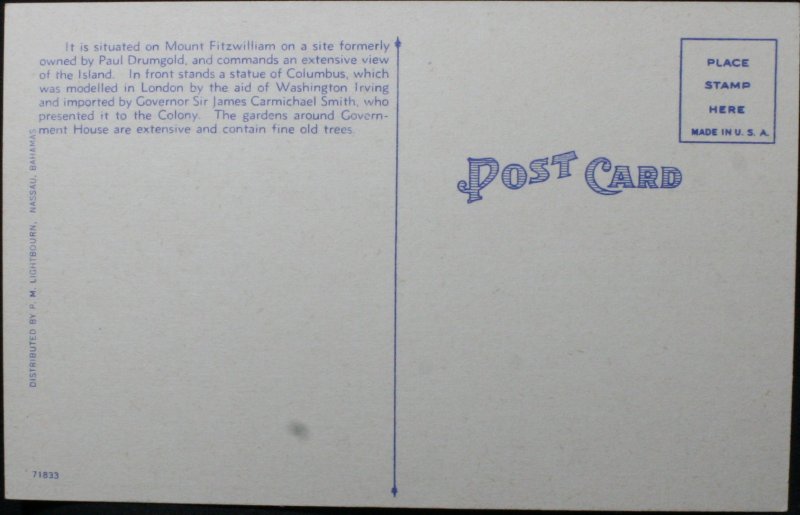 It is situated on Mount Fitzwilliam on a site formerly
owned by Paul Drumgold, and commands an extensive view
of the Island. In front stands a statue of Columbus, which
was modelled in London by the aid of Washington Irving
and imported by Governor Sir James Carmichael Smith, who
presented it to the Colony. The gardens around Govern-
ment House are extensive and contain fine old trees.
DISTRIBUTED BY P. M. LIGHTBOURN, NASSAU, BAHAMAS
71833
POST CARD
PLACE
STAMP
HERE
MADE IN U. S. A.